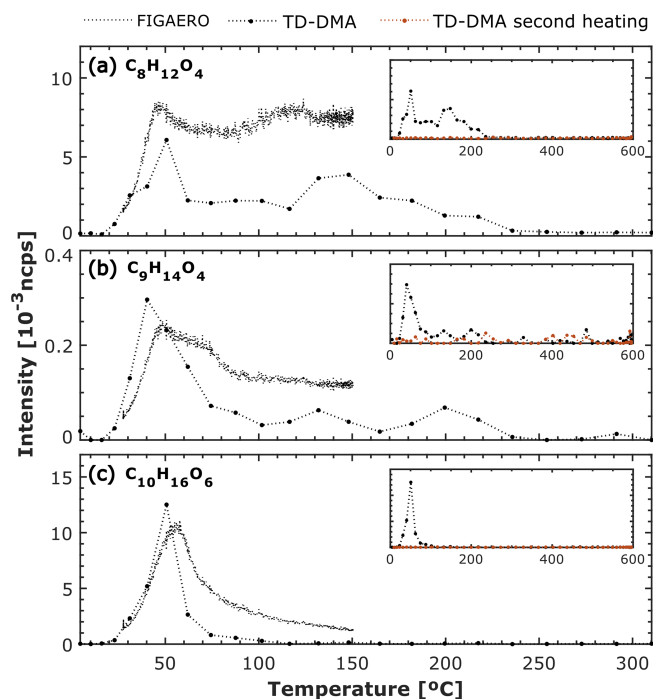 FIGAERO TD-DMA TD-DMA second heating
(a) C₈H₁₂O₄
10
5
0
0 200 400 600
(b) C₉H₁₄O₄
0.4
0.2
0
0 200 400 600
(c) C₁₀H₁₆O₆
15
10
5
0
0 200 400 600
50 100 150 200 250 300
Intensity [10⁻³ncps]
Temperature [ºC]